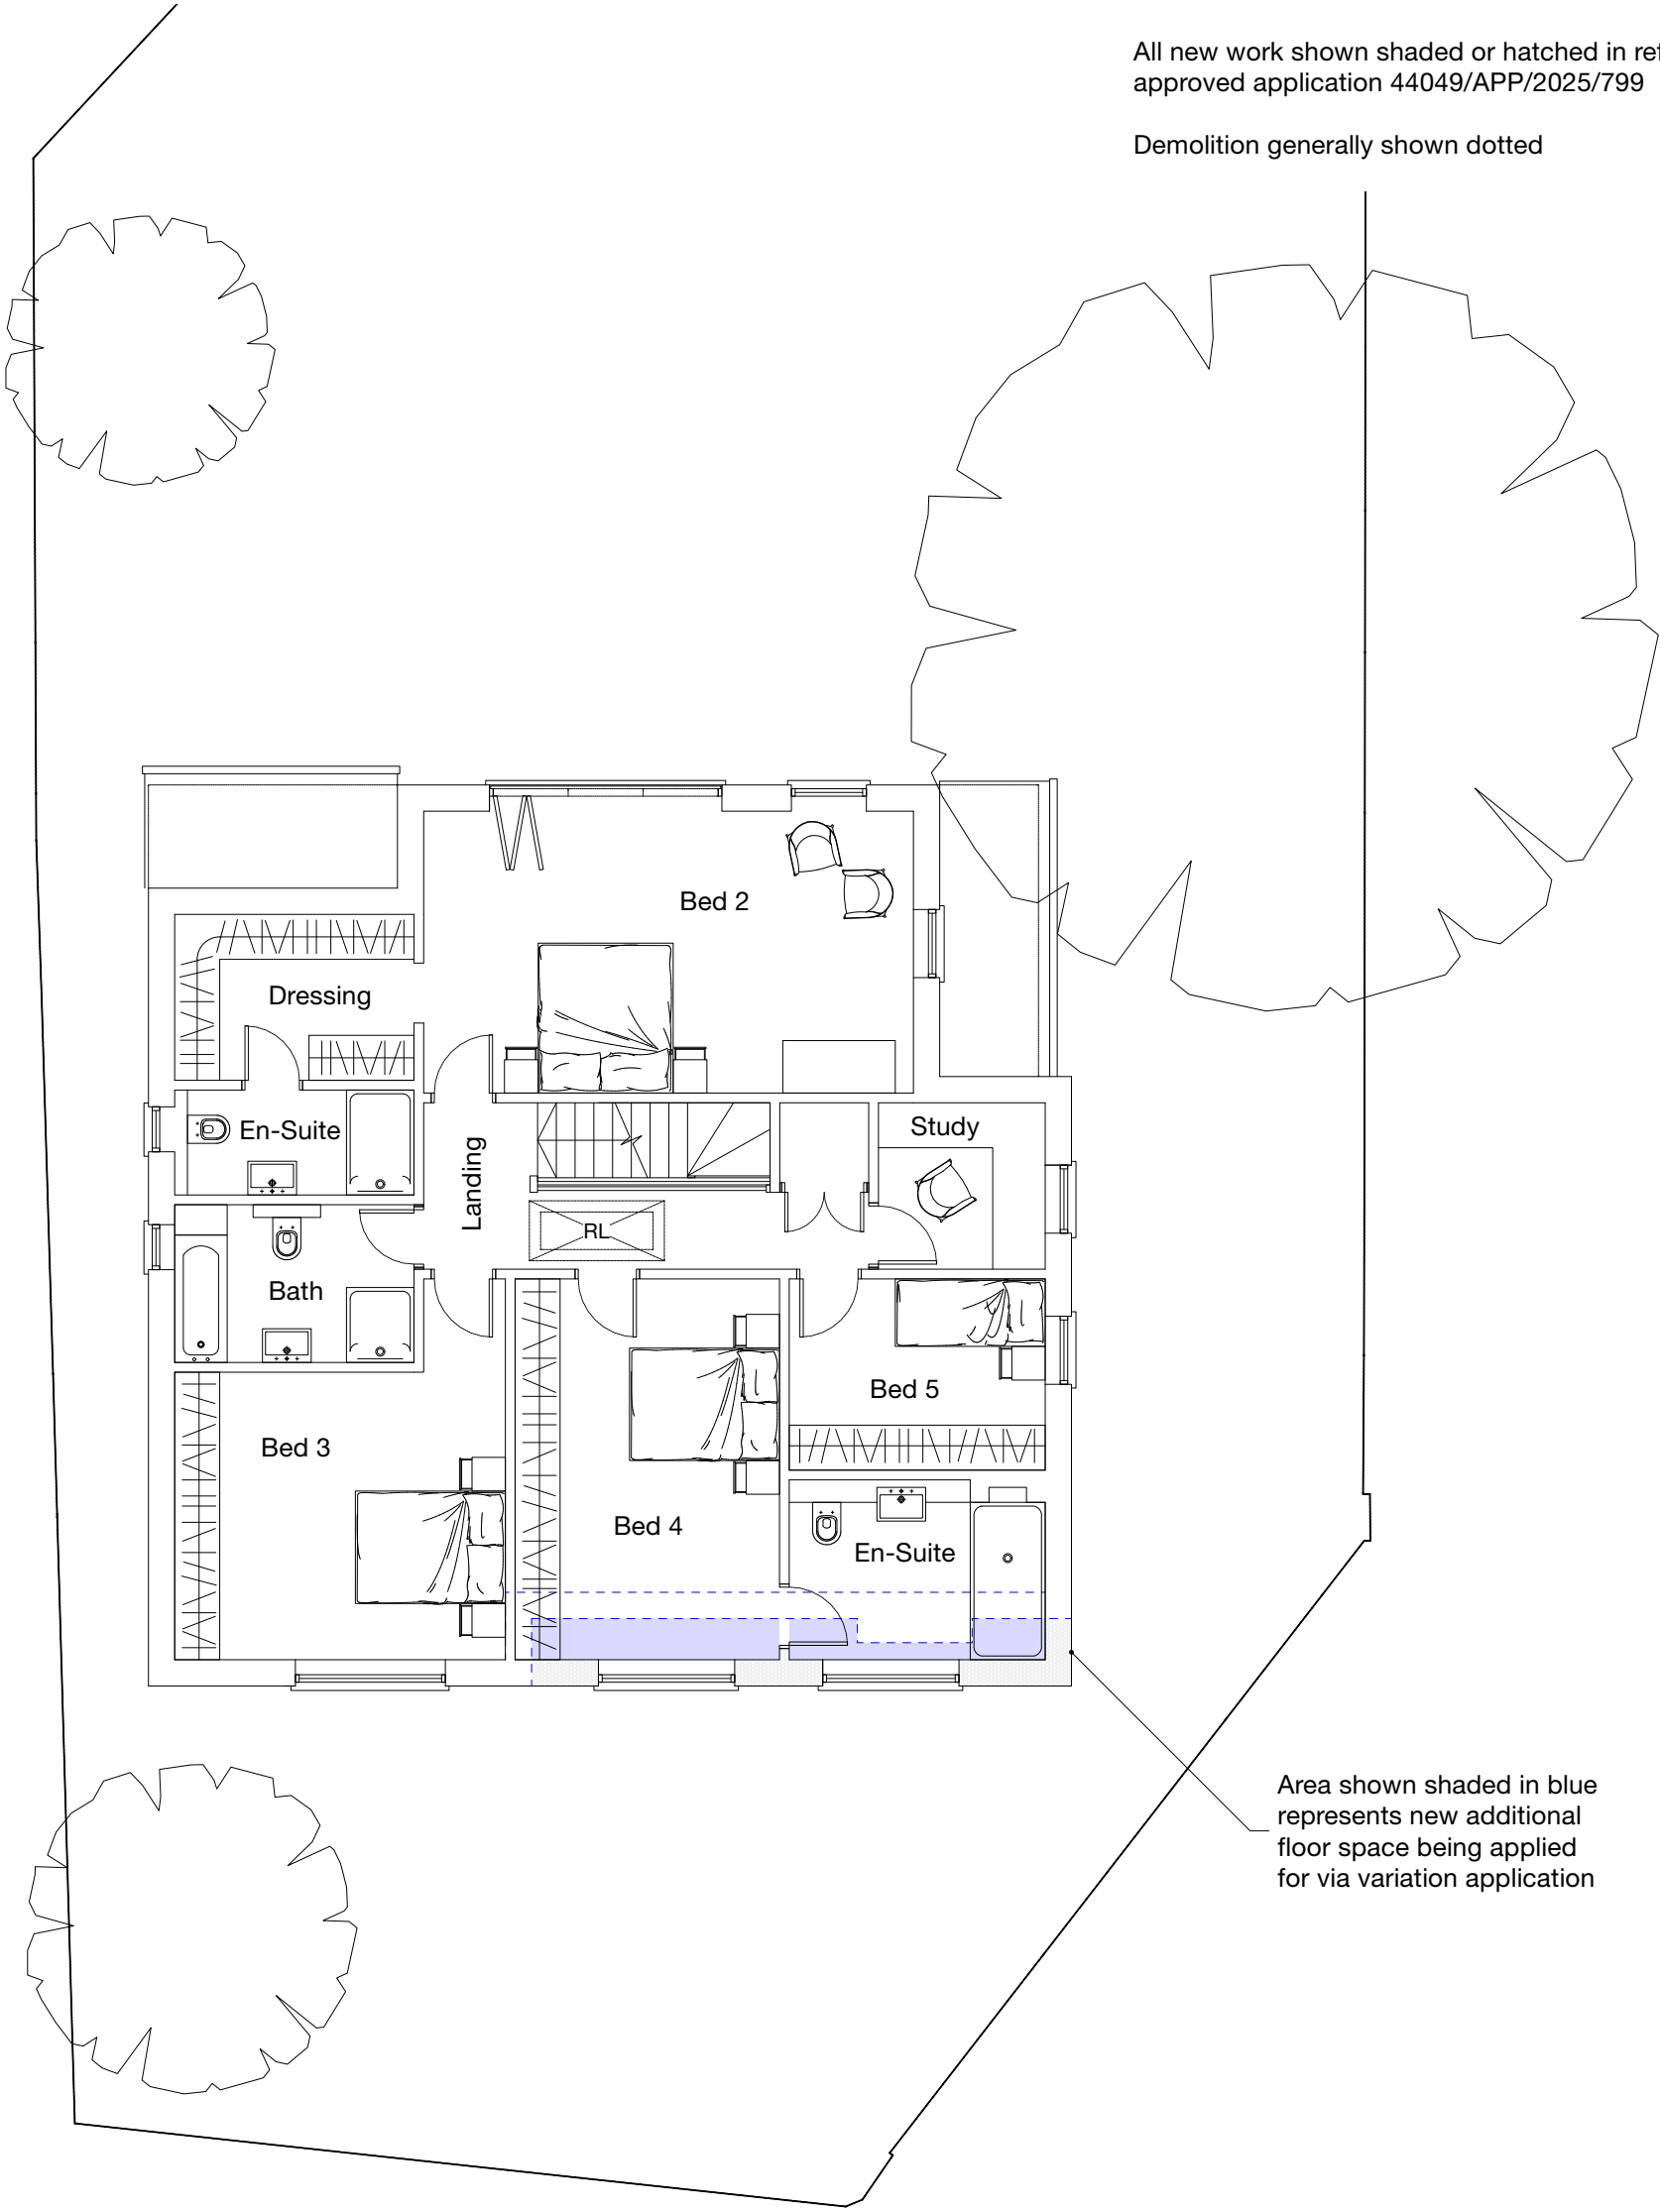 All new work shown shaded or hatched in
approved application 44049/APP/2025/799
Demolition generally shown dotted
Bed 2
Dressing
En-Suite
Study
Landing
RL
Bath
Bed 5
Bed 3
Bed 4
En-Suite
Area shown shaded in blue
represents new additional
floor space being applied
for via variation application